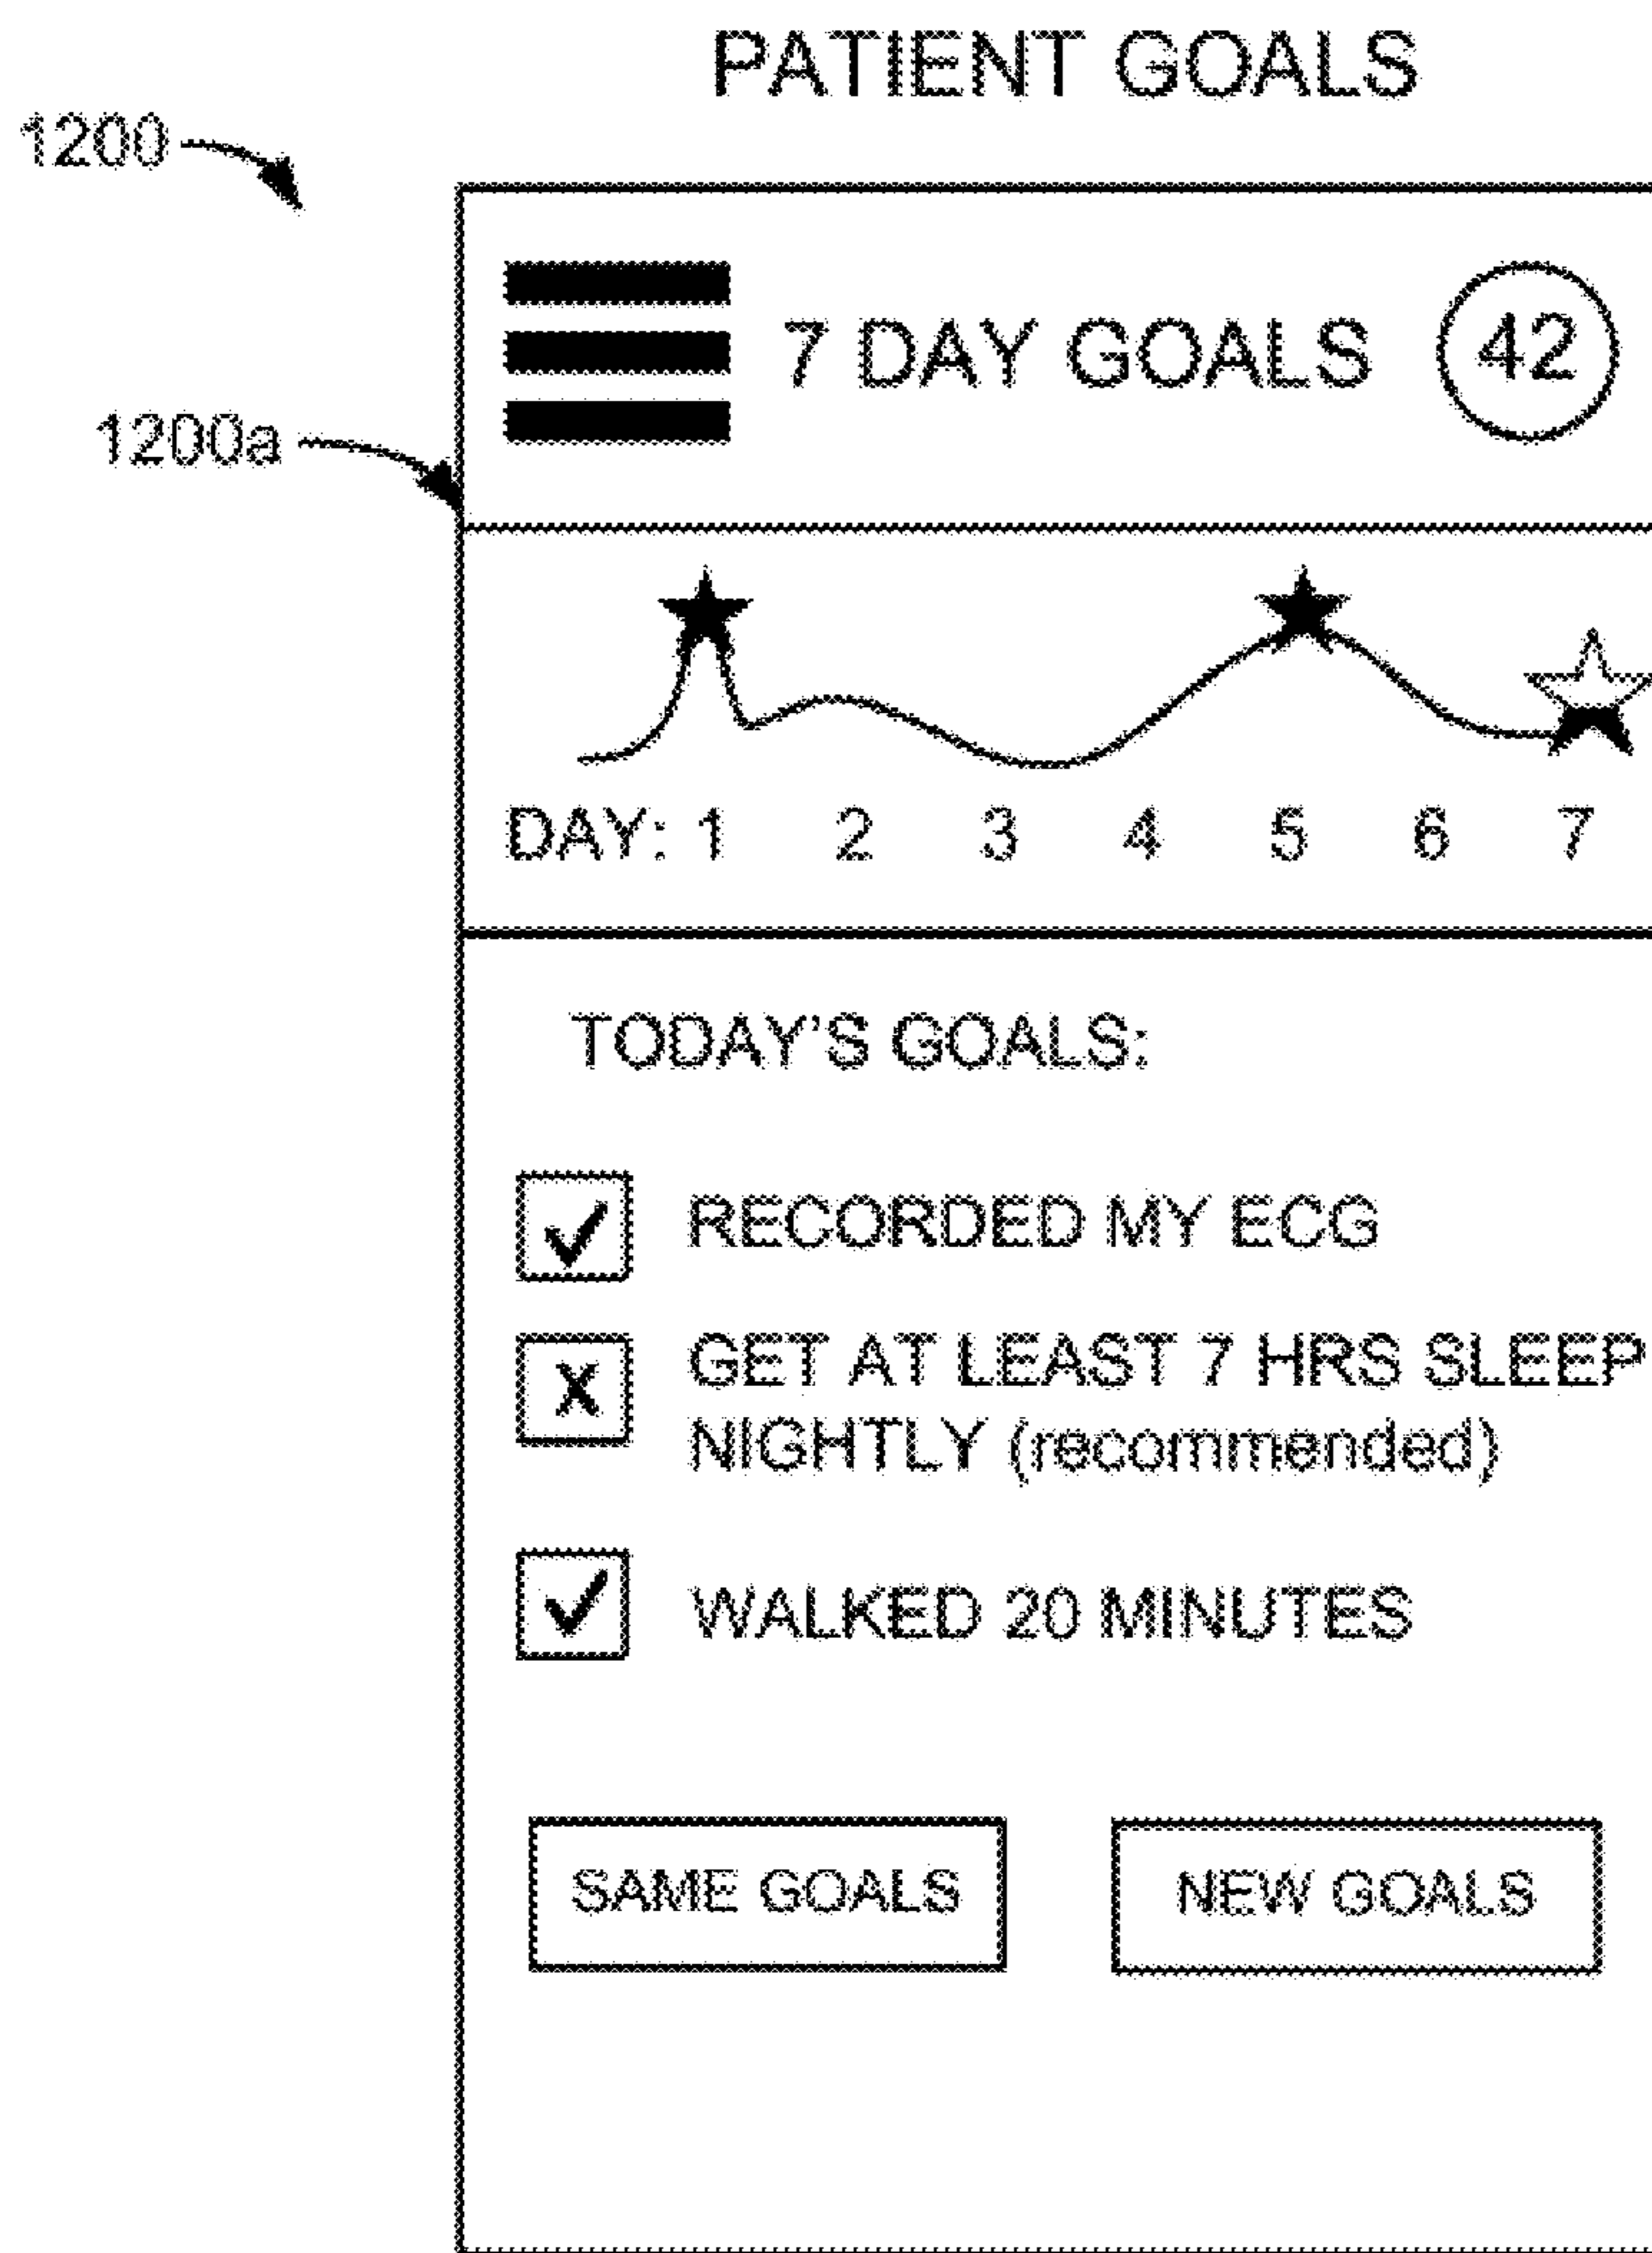 PATIENT GOALS
1200
7 DAY GOALS 42
1200a
DAY: 1 2 3 4 5 6 7
TODAY'S GOALS:
RECORDED MY ECG
X GET AT LEAST 7 HRS SLEEP
NIGHTLY (recommended)
WALKED 20 MINUTES
SAME GOALS NEW GOALS